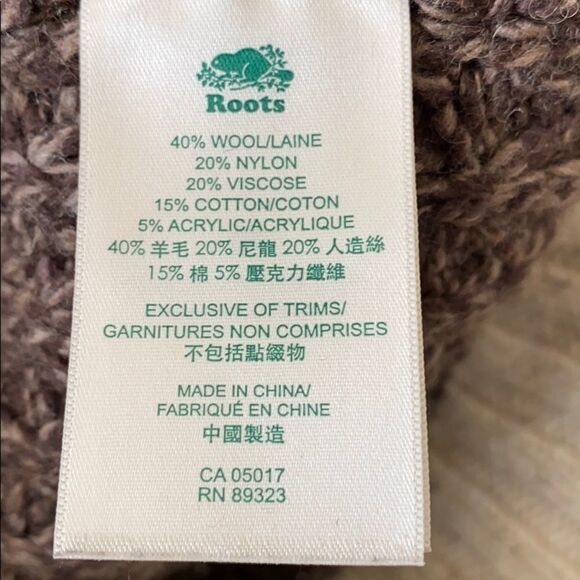 Roots
40% WOOL/LAINE
20% NYLON
20% VISCOSE
15% COTTON/COTON
5% ACRYLIC/ACRYLIQUE
40% 羊毛 20% 尼龍 20% 人造絲
15% 棉 5% 壓克力纖維
EXCLUSIVE OF TRIMS/
GARNITURES NON COMPRISES
不包括點綴物
MADE IN CHINA/
FABRIQUÉ EN CHINE
中國製造
CA 05017
RN 89323